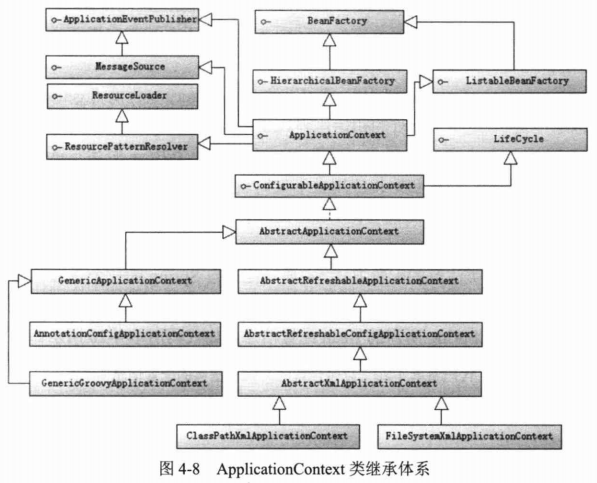 ApplicationEventPublisher
BeanFactory
MessageSource
HierarchicalBeanFactory
ListableBeanFactory
ResourceLoader
ApplicationContext
LifeCycle
ResourcePatternResolver
ConfigurableApplicationContext
AbstractApplicationContext
GenericApplicationContext
AbstractRefreshableApplicationContext
AnnotationConfigApplicationContext
AbstractRefreshableConfigApplicationContext
GenericGroovyApplicationContext
AbstractXmlApplicationContext
ClassPathXmlApplicationContext
FileSystemXmlApplicationContext
图 4-8 ApplicationContext 类继承体系